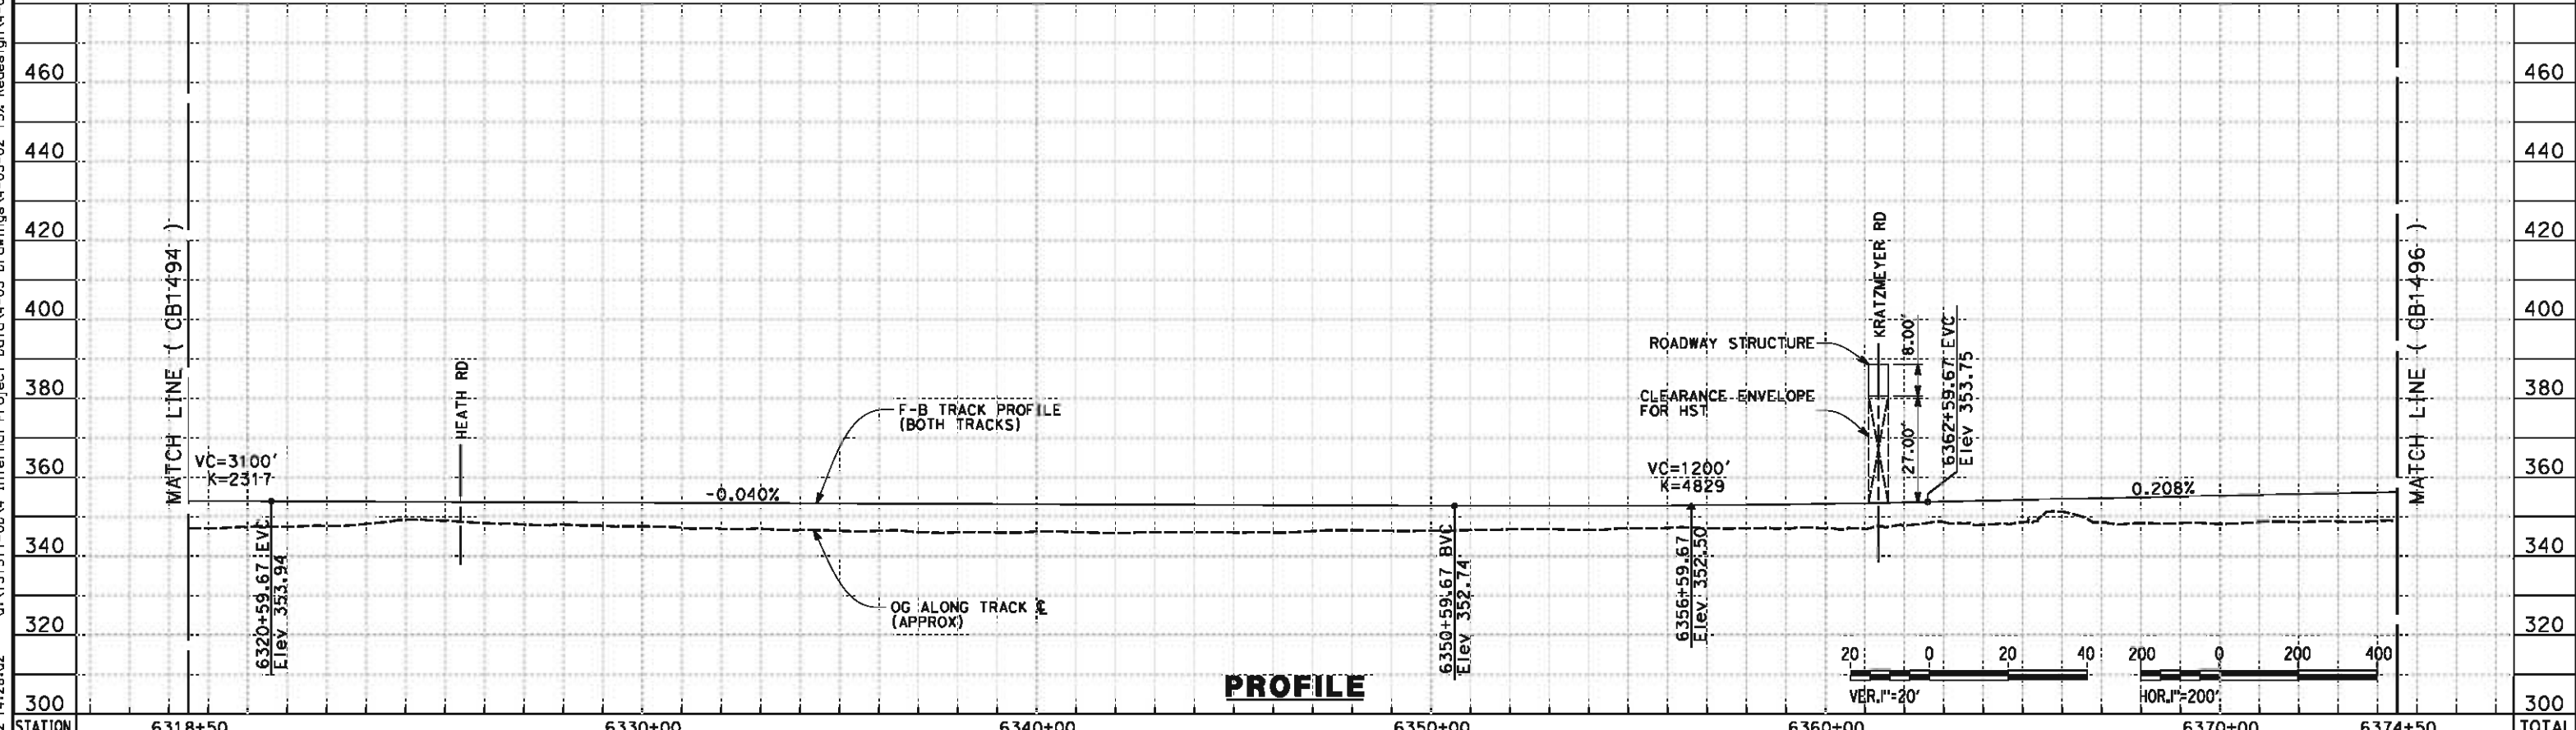 460
440
420
400
380
360
340
320
300
STATION
MATCH LINE ( CB1494 )
VC=3100'
K=2317
6320+59.67 EVC
Elev 353.94
HEATH RD
-0.040%
F-B TRACK PROFILE
(BOTH TRACKS)
OG ALONG TRACK ℄
(APPROX)
6350+59.67 BVC
Elev 352.74
VC=1200'
K=4829
6356+59.67
Elev 352.50
ROADWAY STRUCTURE
CLEARANCE ENVELOPE
FOR HST
KRATZMEYER RD
8.00'
27.00'
6362+59.67 EVC
Elev 353.75
0.208%
MATCH LINE ( CB1496 )
PROFILE
20 0 20 40
VER.1"=20'
200 0 200 400
HOR.1"=200'
6318+50 6330+00 6340+00 6350+00 6360+00 6370+00 6374+50
460
440
420
400
380
360
340
320
300
TOTAL